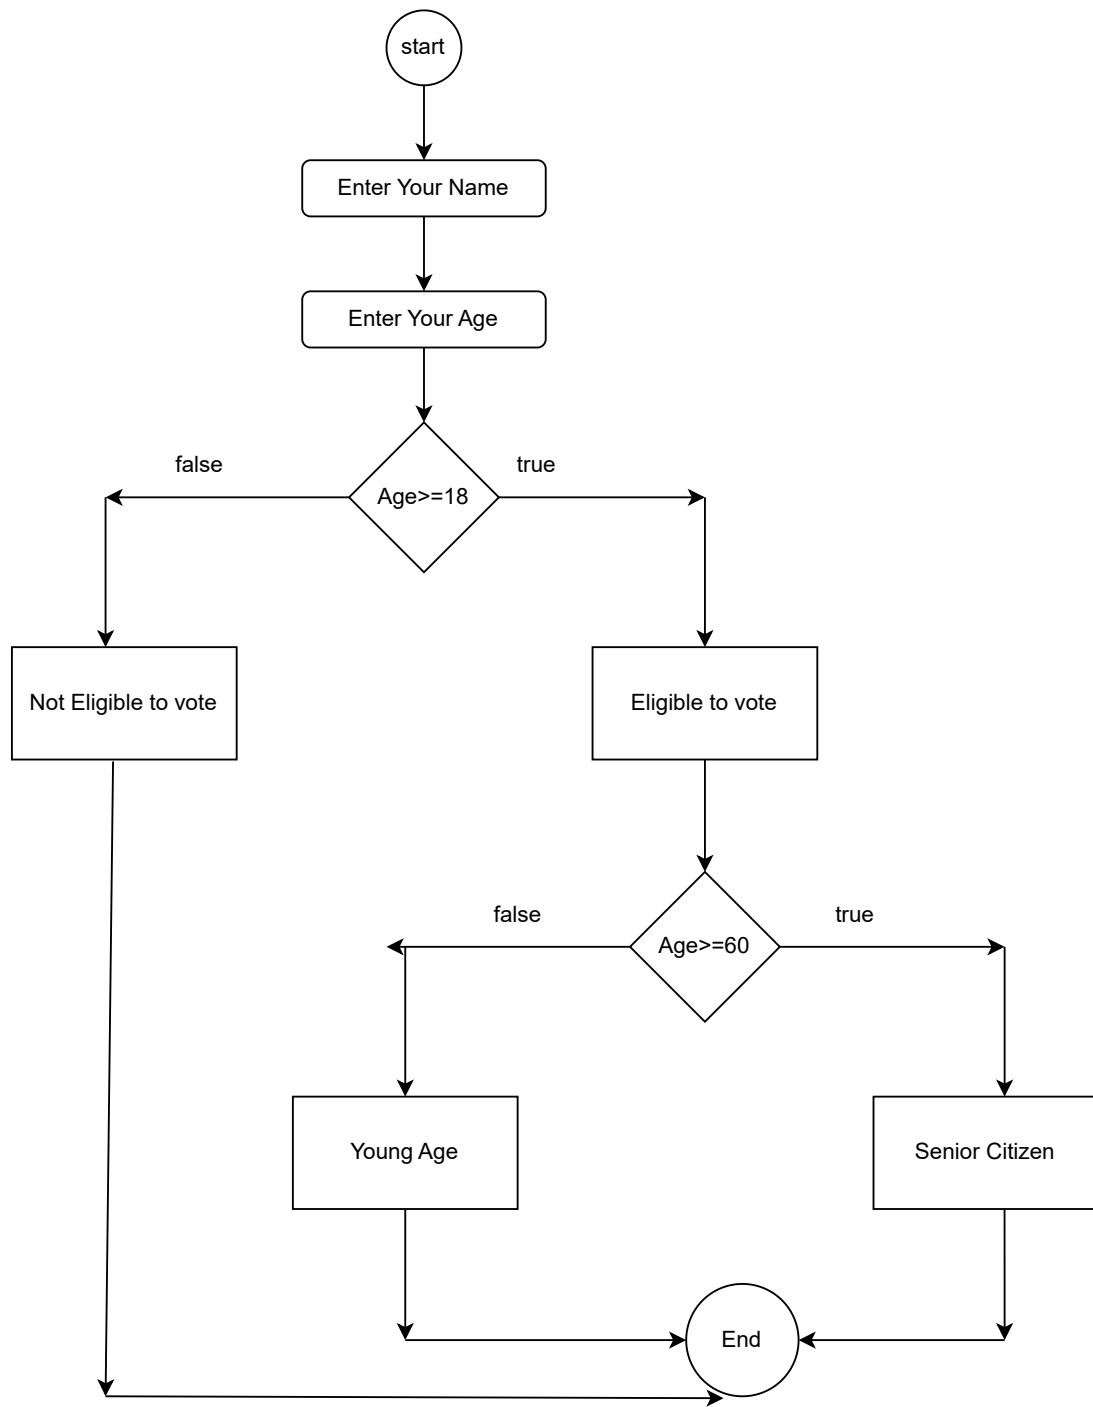 start
Enter Your Name
Enter Your Age
false
true
Age>=18
Not Eligible to vote
Eligible to vote
false
true
Age>=60
Young Age
Senior Citizen
End